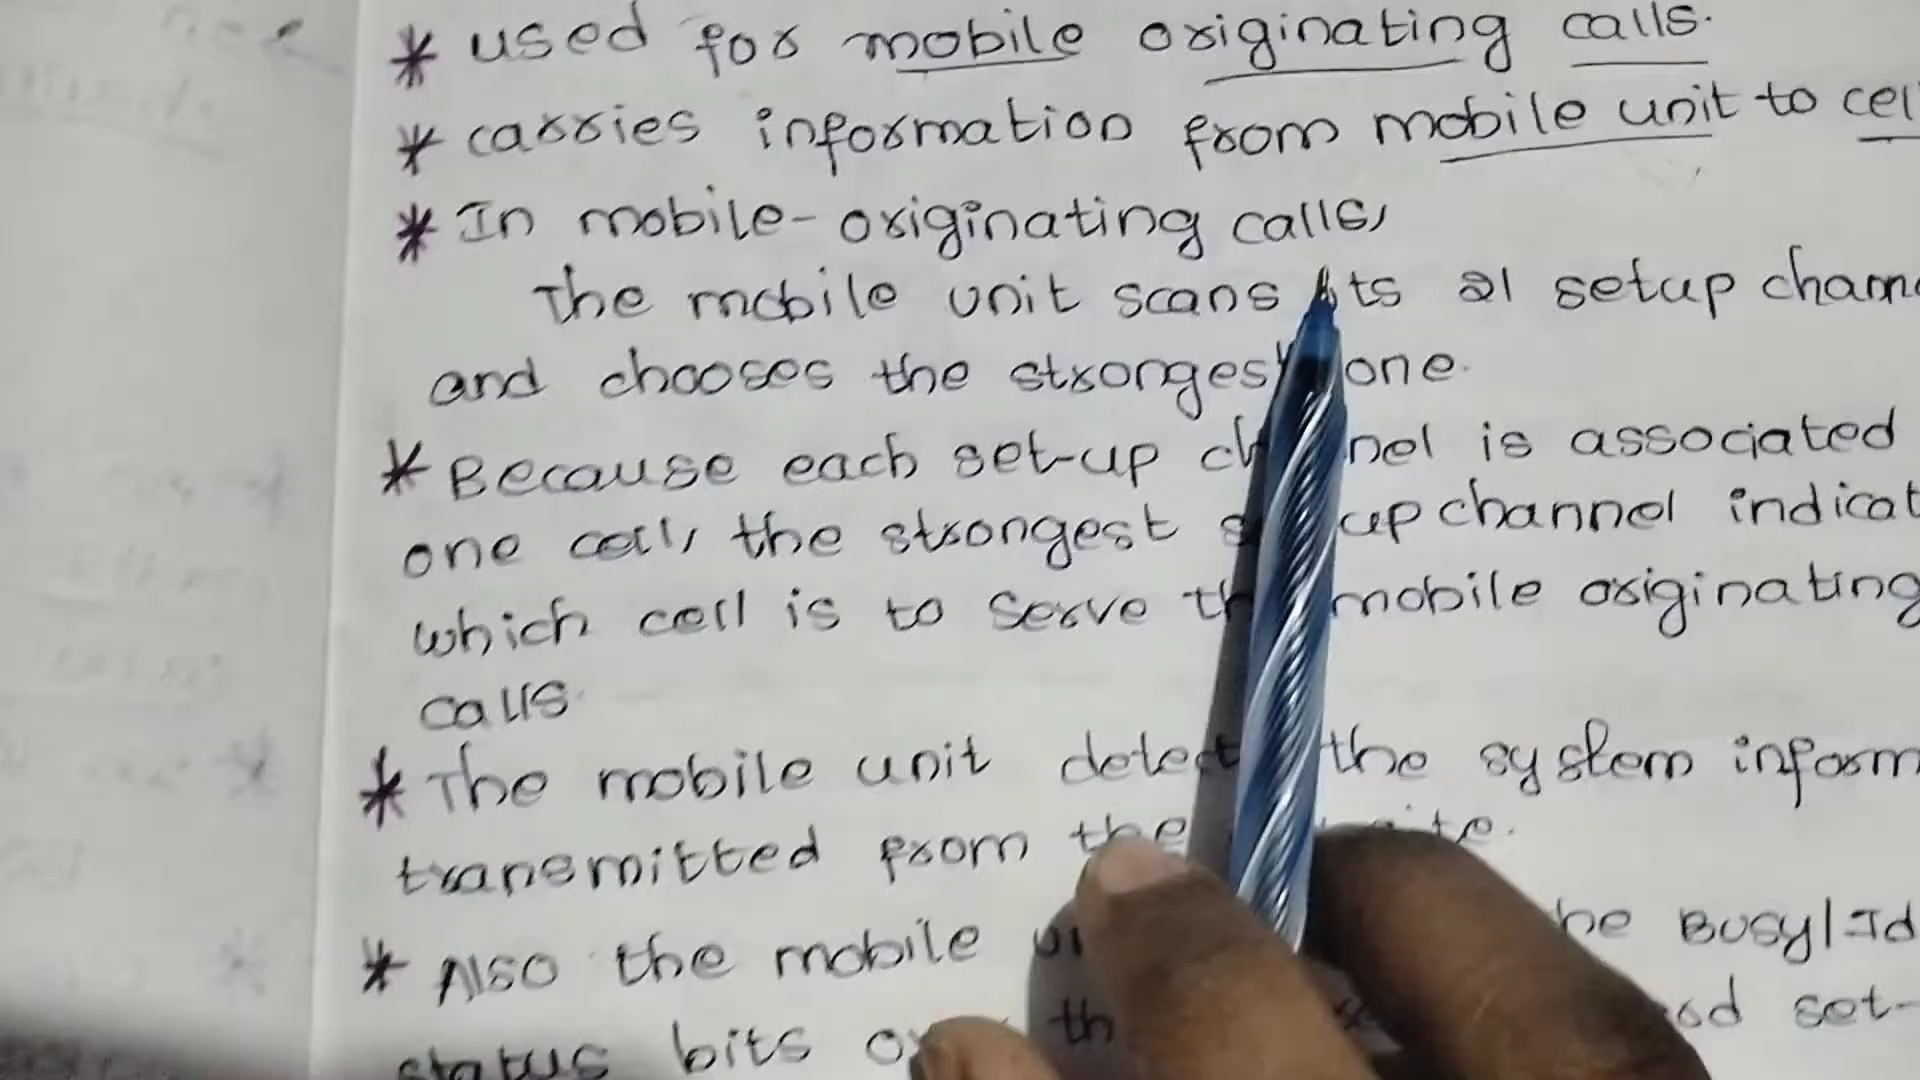 * used for mobile originating calls.
* carries information from mobile unit to cel
* In mobile-originating calls,
The mobile unit scans its 21 setup chann
and chooses the strongest one.
* Because each set-up channel is associated
one cell, the strongest set up channel indicat
which cell is to serve the mobile originating
calls.
* The mobile unit detect the system inform
transmitted from the
* Also the mobile the Busy/Id
status bits set-